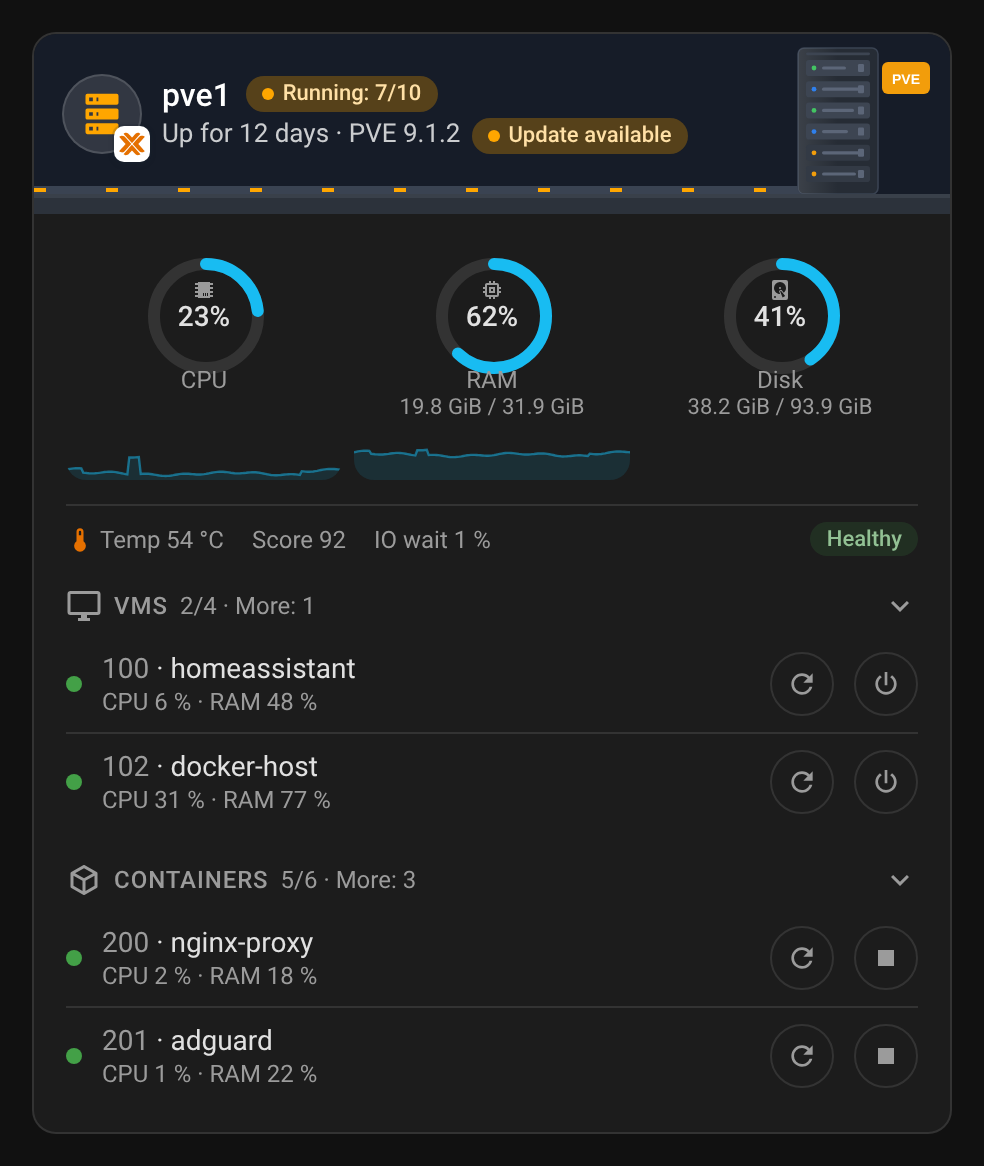 pve1 Running: 7/10
PVE
Up for 12 days · PVE 9.1.2 Update available
23% 62% 41%
CPU RAM Disk
19.8 GiB / 31.9 GiB 38.2 GiB / 93.9 GiB
Temp 54 °C Score 92 IO wait 1 % Healthy
VMS 2/4 · More: 1
100 · homeassistant
CPU 6 % · RAM 48 %
102 · docker-host
CPU 31 % · RAM 77 %
CONTAINERS 5/6 · More: 3
200 · nginx-proxy
CPU 2 % · RAM 18 %
201 · adguard
CPU 1 % · RAM 22 %